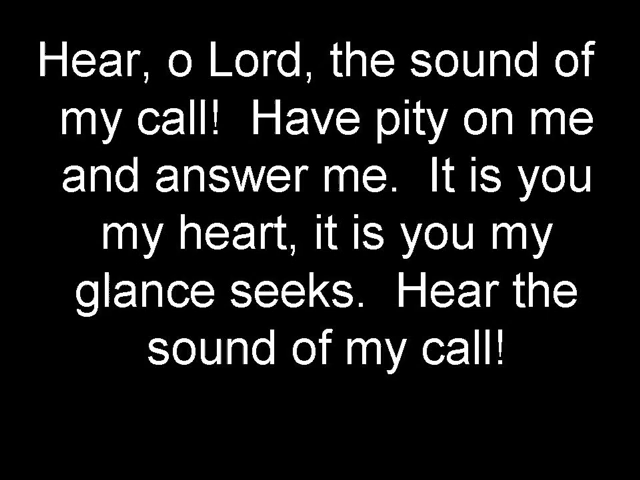 Hear, o Lord, the sound of
my call!  Have pity on me
and answer me.  It is you
my heart, it is you my
glance seeks.  Hear the
sound of my call!